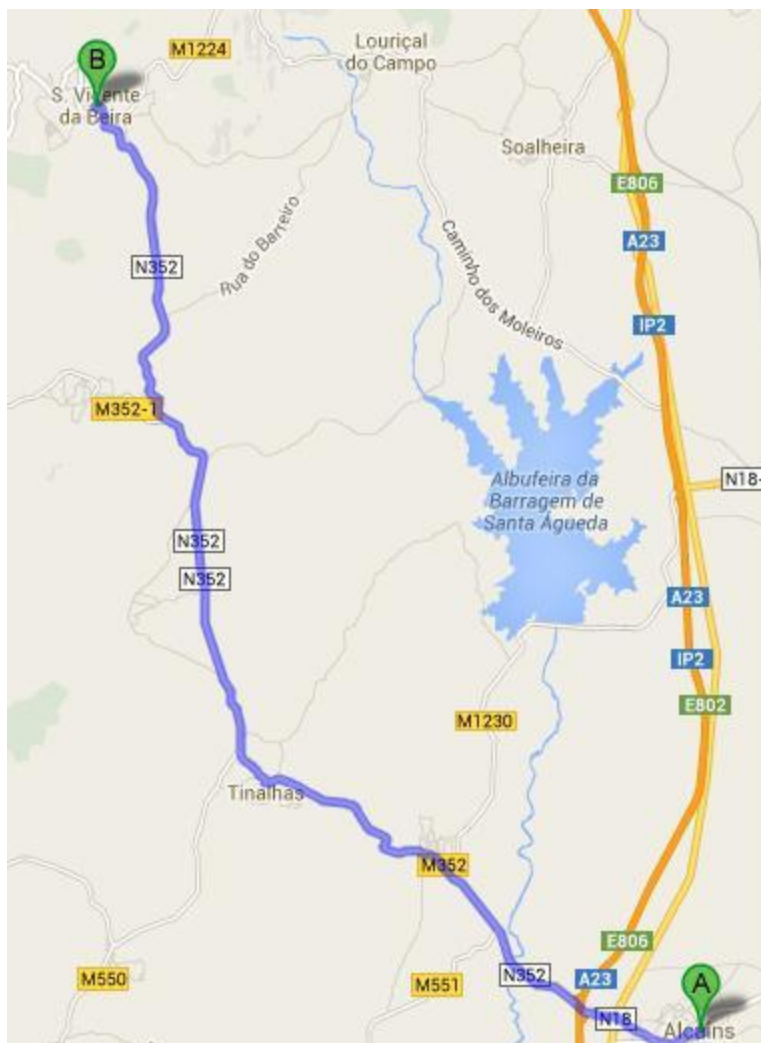 M1224
Louriçal
do Campo
B
S. Vicente
da Beira
Soalheira
E806
A23
Rua do Barreiro
Caminho dos Moleiros
N352
IP2
M352-1
Albufeira da
Barragem de
Santa Águeda
N18-
N352
N352
A23
IP2
E802
M1230
Tinalhas
M352
E806
M550
M551
N352
A23
A
N18
Alcains